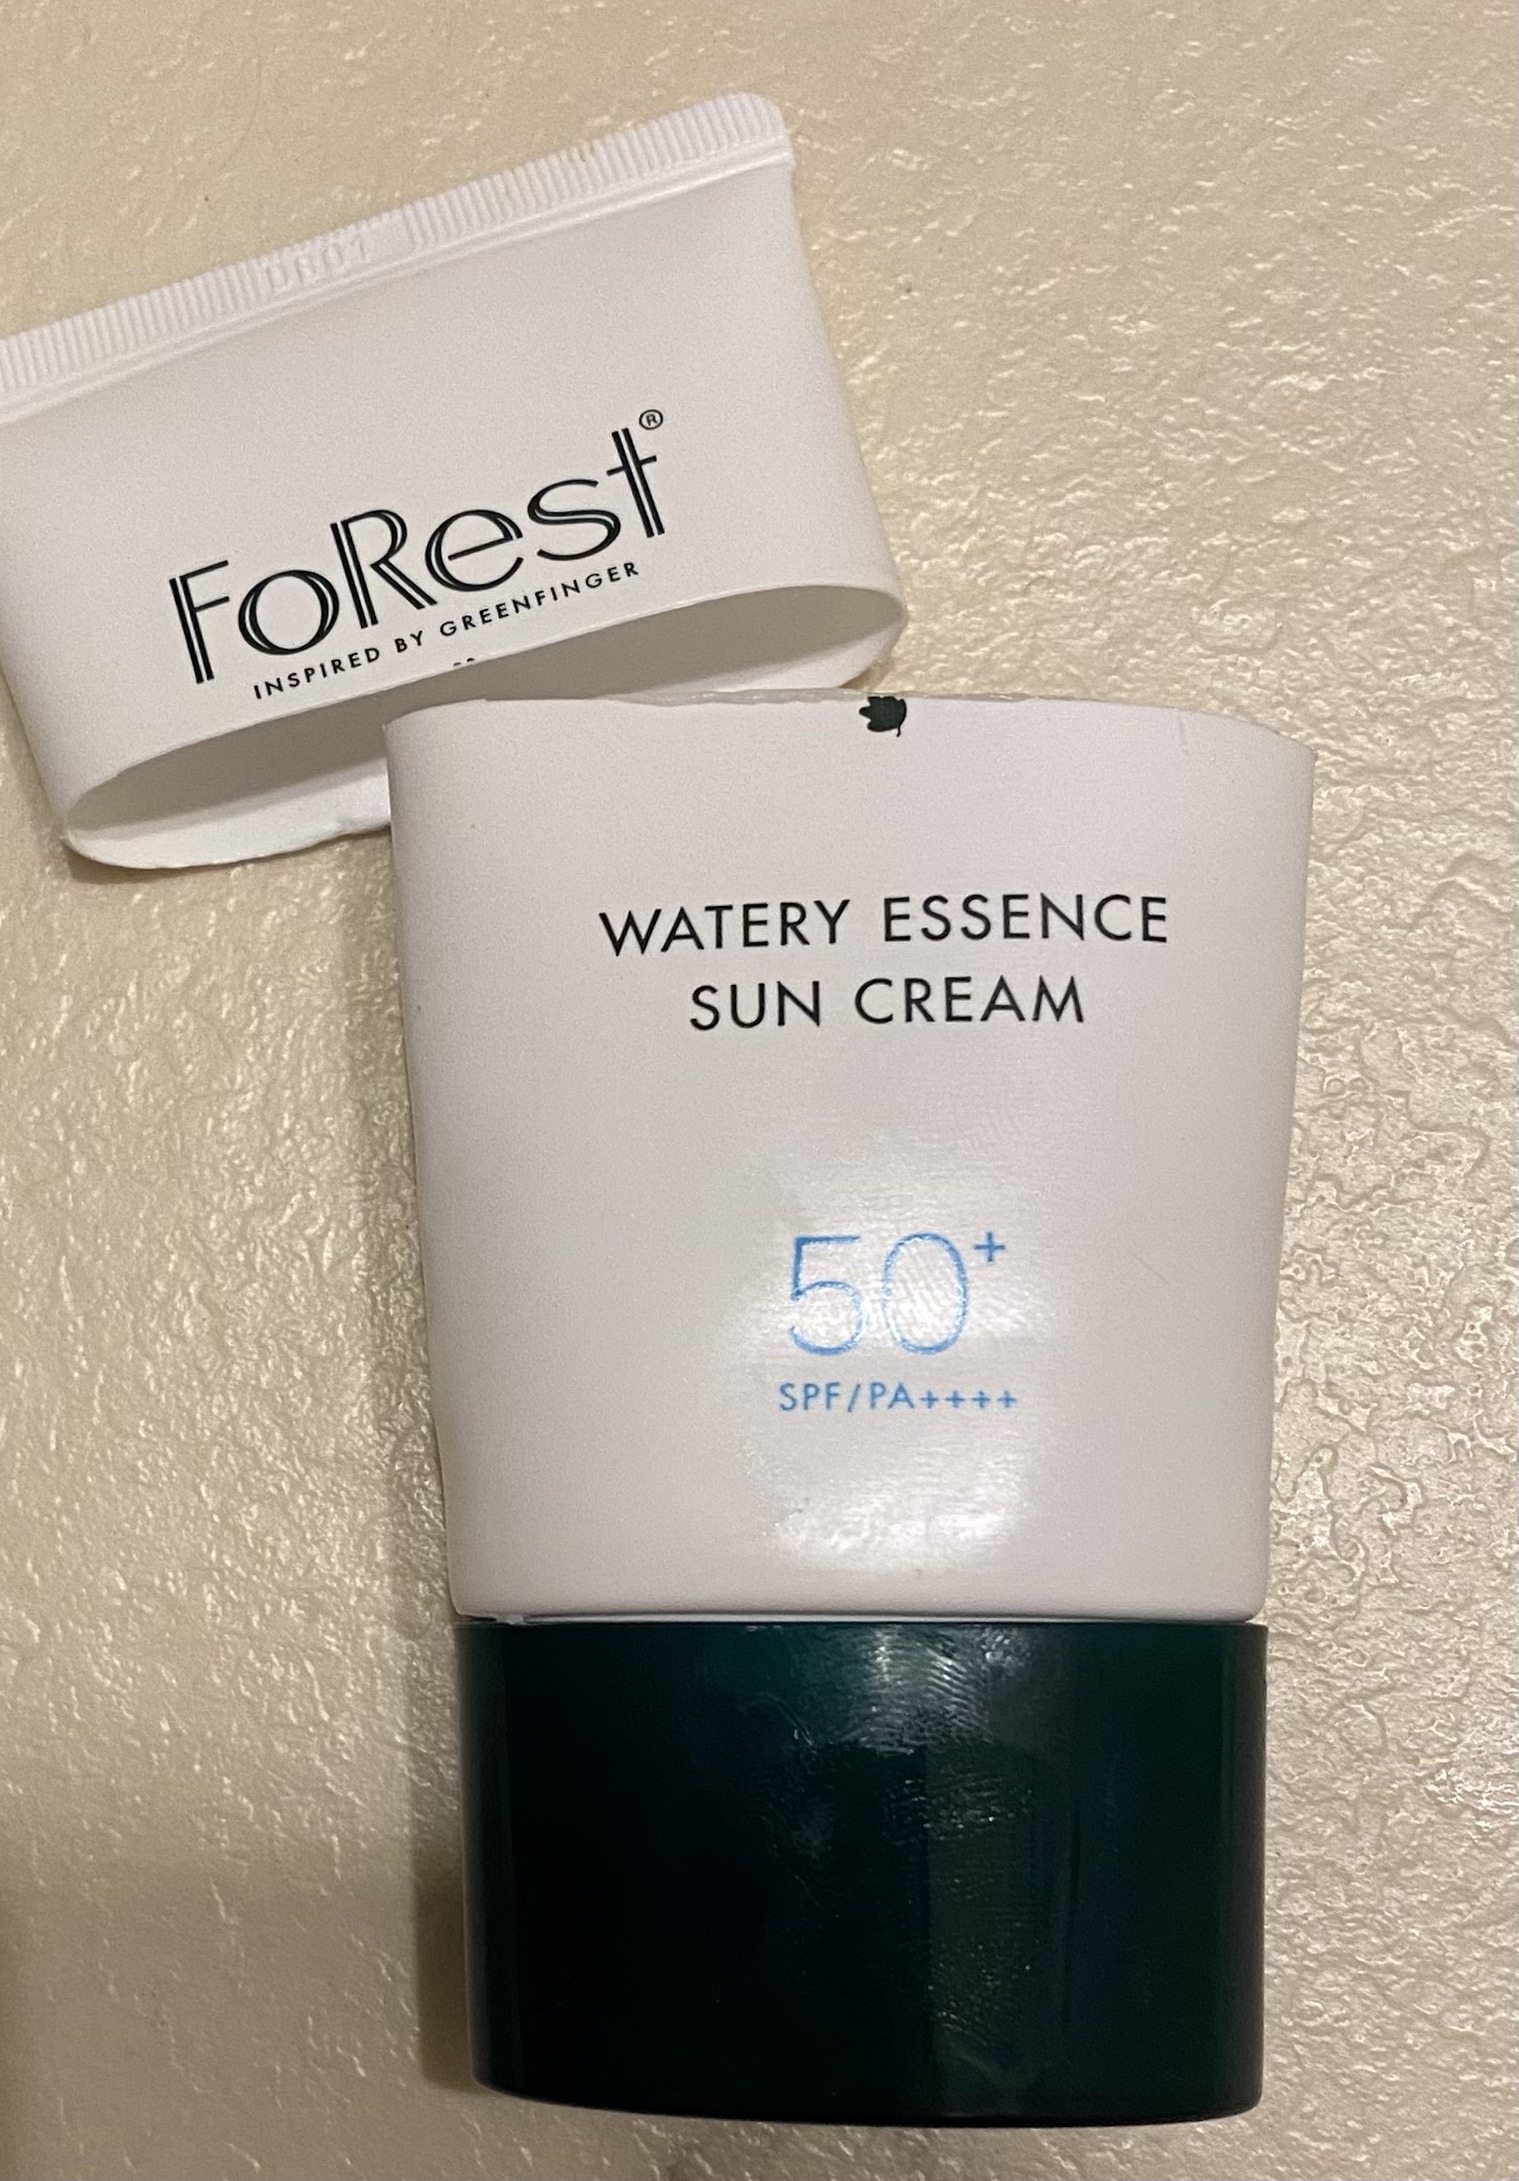 FoRest®
INSPIRED BY GREENFINGER
WATERY ESSENCE
SUN CREAM
50+
SPF/PA++++